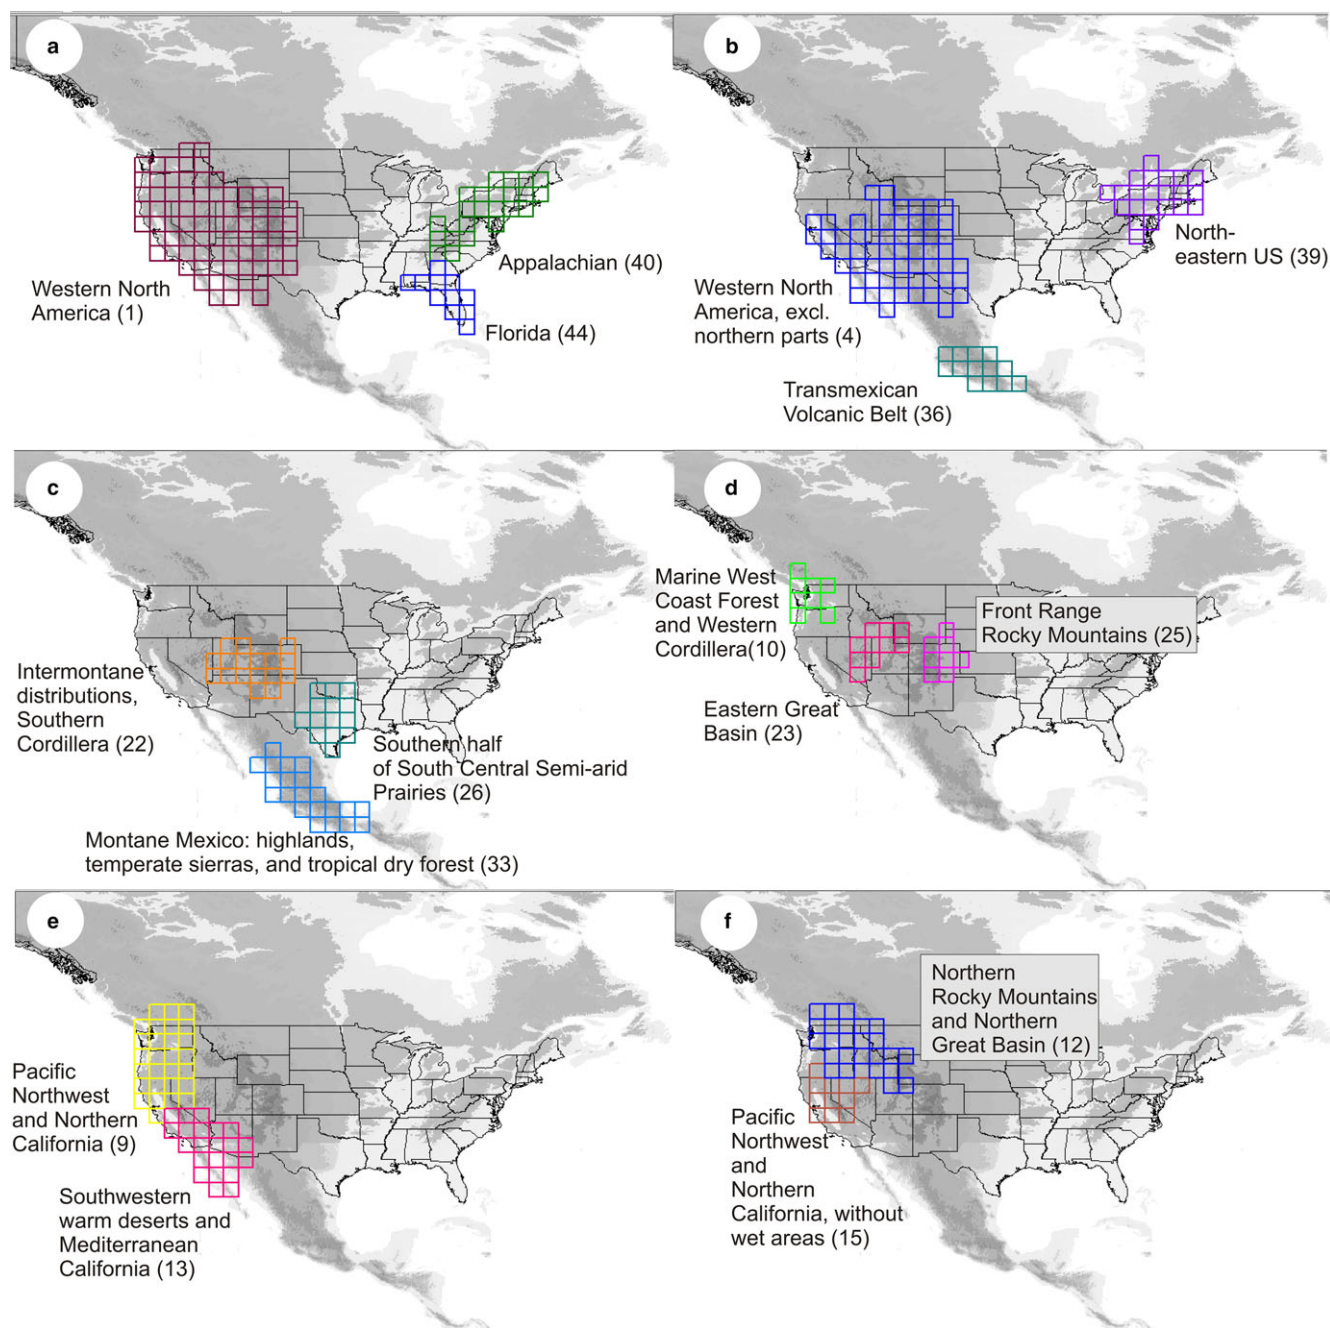 a
Western North
America (1)
Appalachian (40)
Florida (44)
b
North-
eastern US (39)
Western North
America, excl.
northern parts (4)
Transmexican
Volcanic Belt (36)
c
Intermontane
distributions,
Southern
Cordillera (22)
Southern half
of South Central Semi-arid
Prairies (26)
Montane Mexico: highlands,
temperate sierras, and tropical dry forest (33)
d
Marine West
Coast Forest
and Western
Cordillera(10)
Front Range
Rocky Mountains (25)
Eastern Great
Basin (23)
e
Pacific
Northwest
and Northern
California (9)
Southwestern
warm deserts and
Mediterranean
California (13)
f
Northern
Rocky Mountains
and Northern
Great Basin (12)
Pacific
Northwest
and
Northern
California, without
wet areas (15)